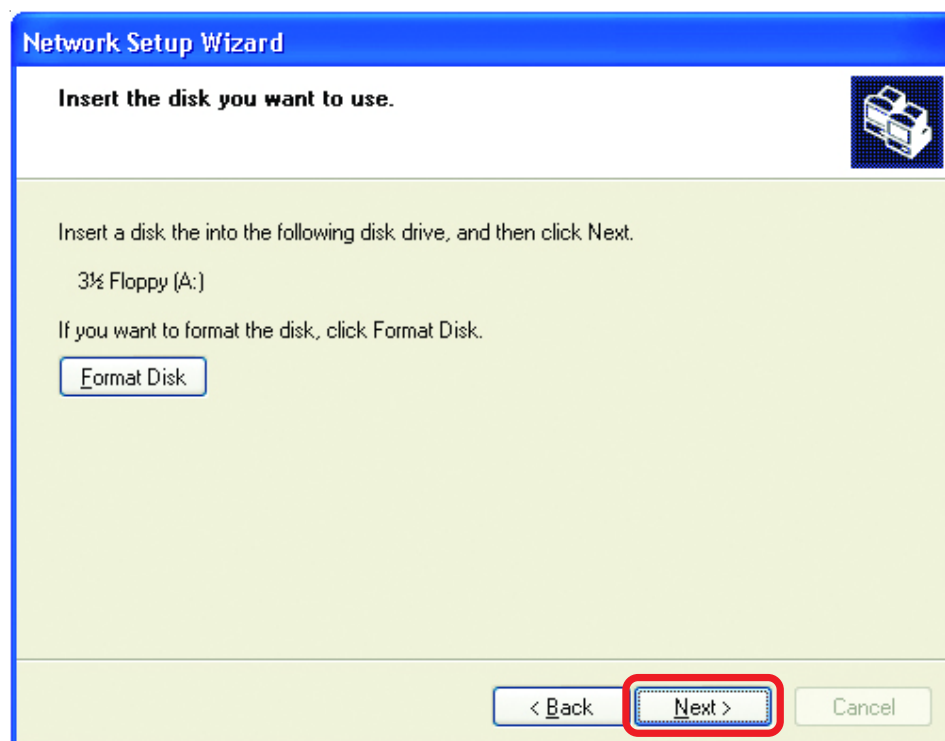 Network Setup Wizard
Insert the disk you want to use.
Insert a disk the into the following disk drive, and then click Next.
3½ Floppy (A:)
If you want to format the disk, click Format Disk.
Format Disk
< Back Next > Cancel